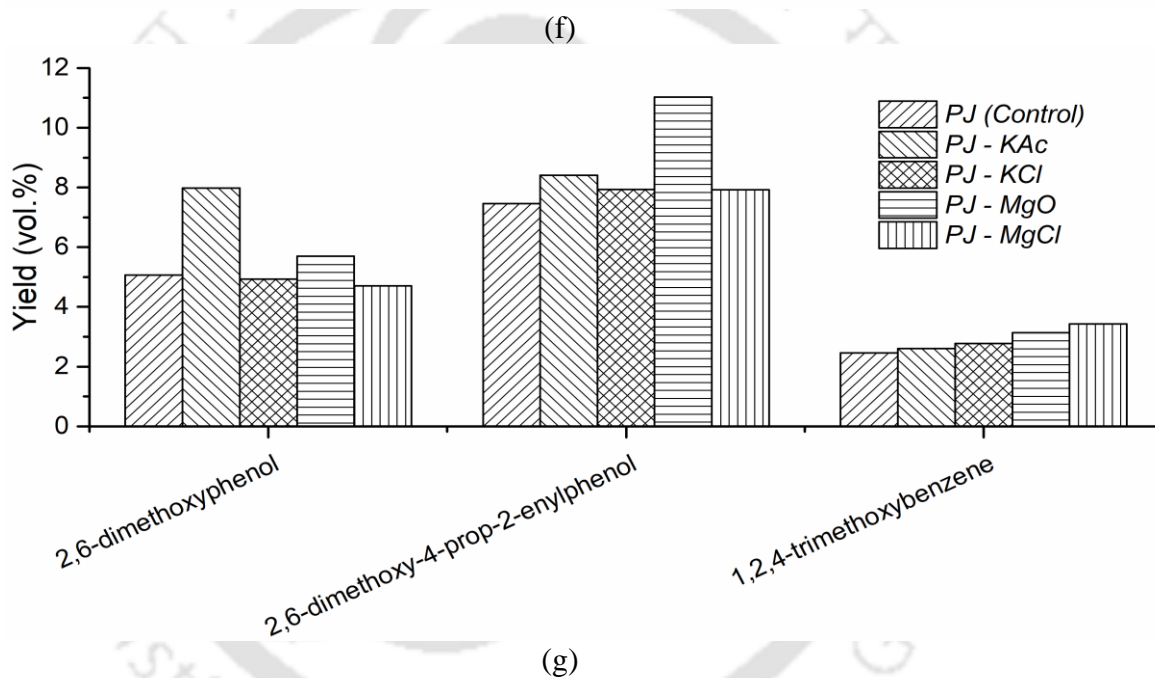 (f)
12
10
8
6
4
2
0
Yield (vol.%)
PJ (Control)
PJ - KAc
PJ - KCl
PJ - MgO
PJ - MgCl
2,6-dimethoxyphenol
2,6-dimethoxy-4-prop-2-enylphenol
1,2,4-trimethoxybenzene
(g)